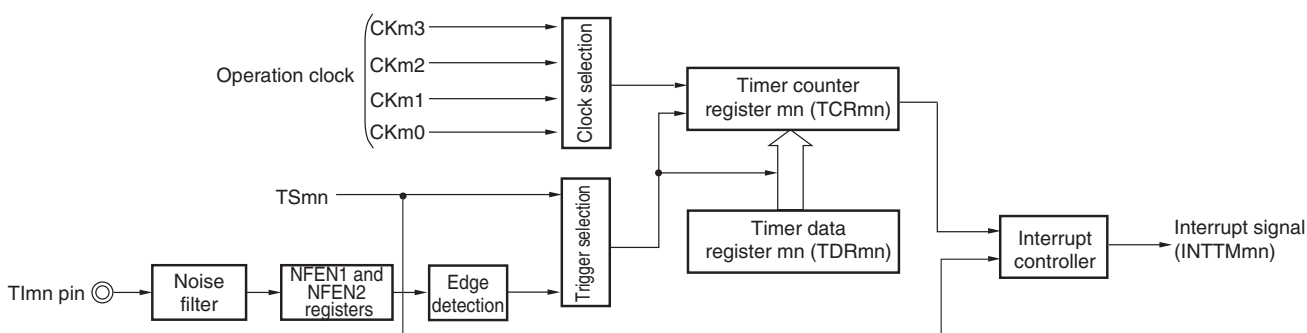 CKm3
CKm2
Operation clock
CKm1
CKm0
Clock selection
Timer counter
register mn (TCRmn)
TSmn
Trigger selection
Timer data
register mn (TDRmn)
Interrupt
controller
Interrupt signal
(INTTMmn)
TImn pin
Noise
filter
NFEN1 and
NFEN2
registers
Edge
detection